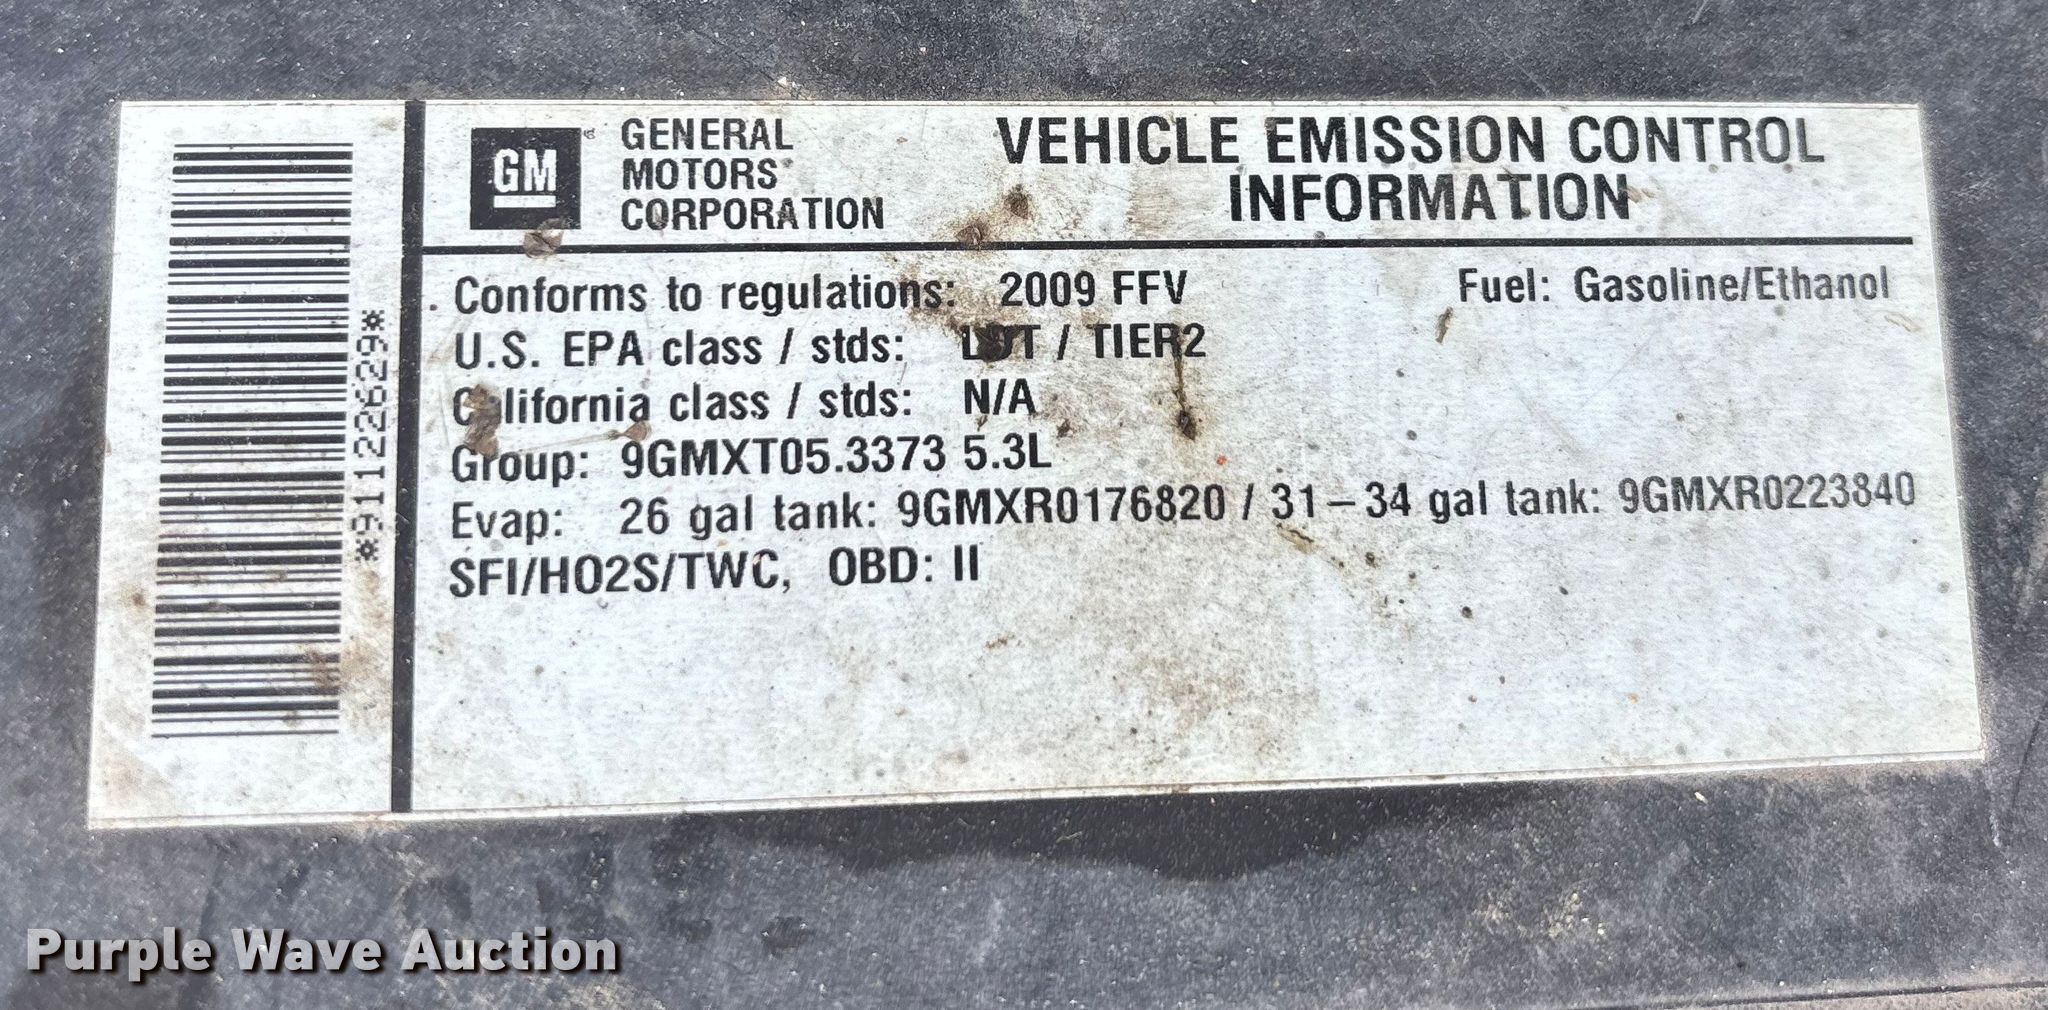 *91122629*
GM
GENERAL
MOTORS
CORPORATION
VEHICLE EMISSION CONTROL
INFORMATION
Conforms to regulations: 2009 FFV
Fuel: Gasoline/Ethanol
U.S. EPA class / stds: LDT / TIER2
California class / stds: N/A
Group: 9GMXT05.3373 5.3L
Evap: 26 gal tank: 9GMXR0176820 / 31–34 gal tank: 9GMXR0223840
SFI/HO2S/TWC, OBD: II
Purple Wave Auction